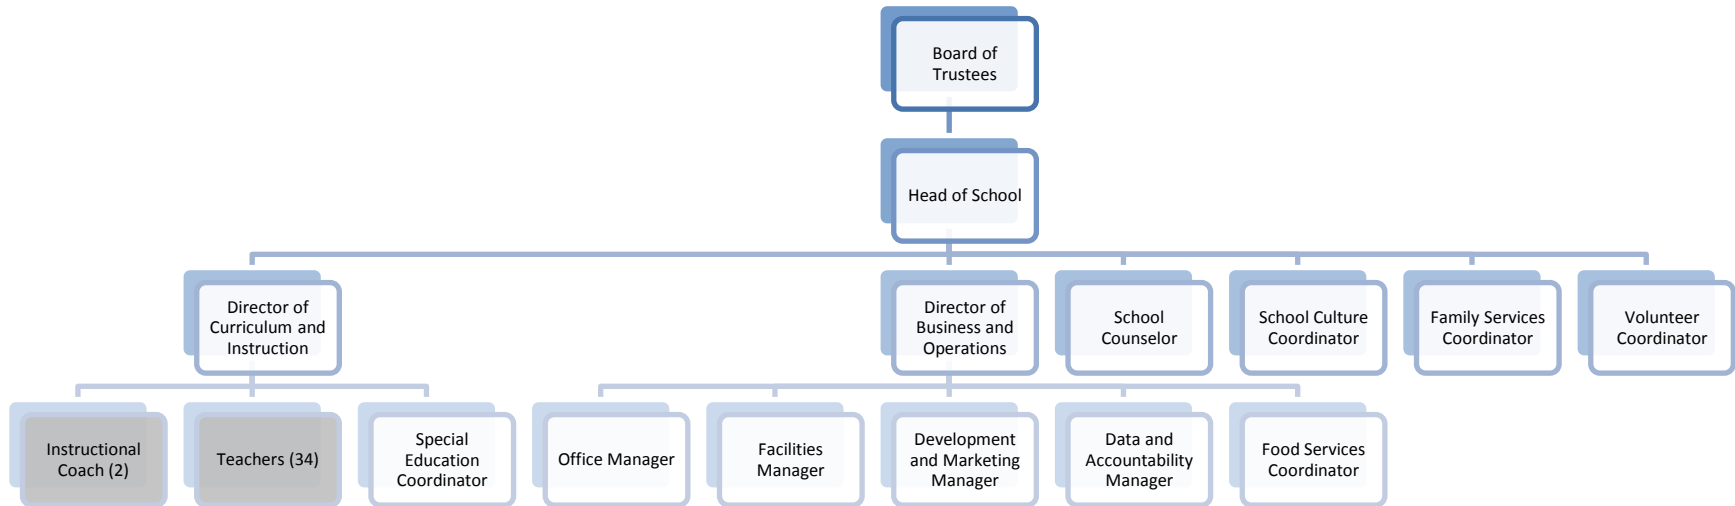 Board of
Trustees
Head of School
Director of
Curriculum and
Instruction
Director of
Business and
Operations
School
Counselor
School Culture
Coordinator
Family Services
Coordinator
Volunteer
Coordinator
Instructional
Coach (2)
Teachers (34)
Special
Education
Coordinator
Office Manager
Facilities
Manager
Development
and Marketing
Manager
Data and
Accountability
Manager
Food Services
Coordinator